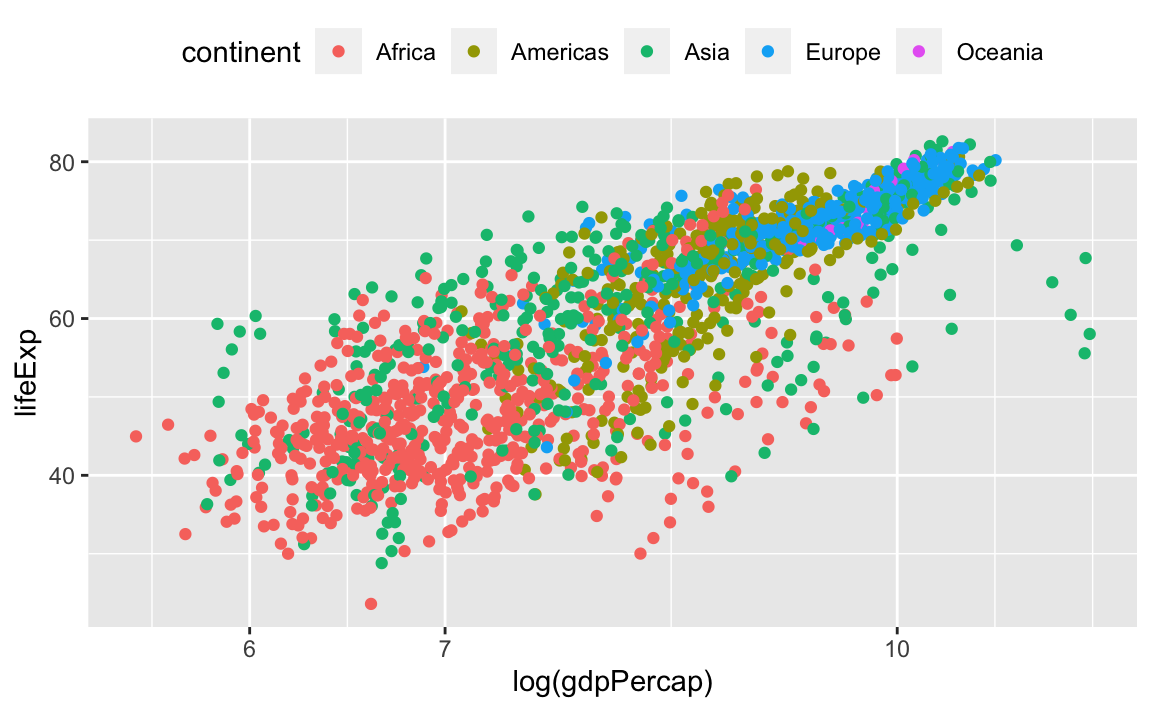 continent Africa Americas Asia Europe Oceania
80
60
40
lifeExp
6 7 10
log(gdpPercap)